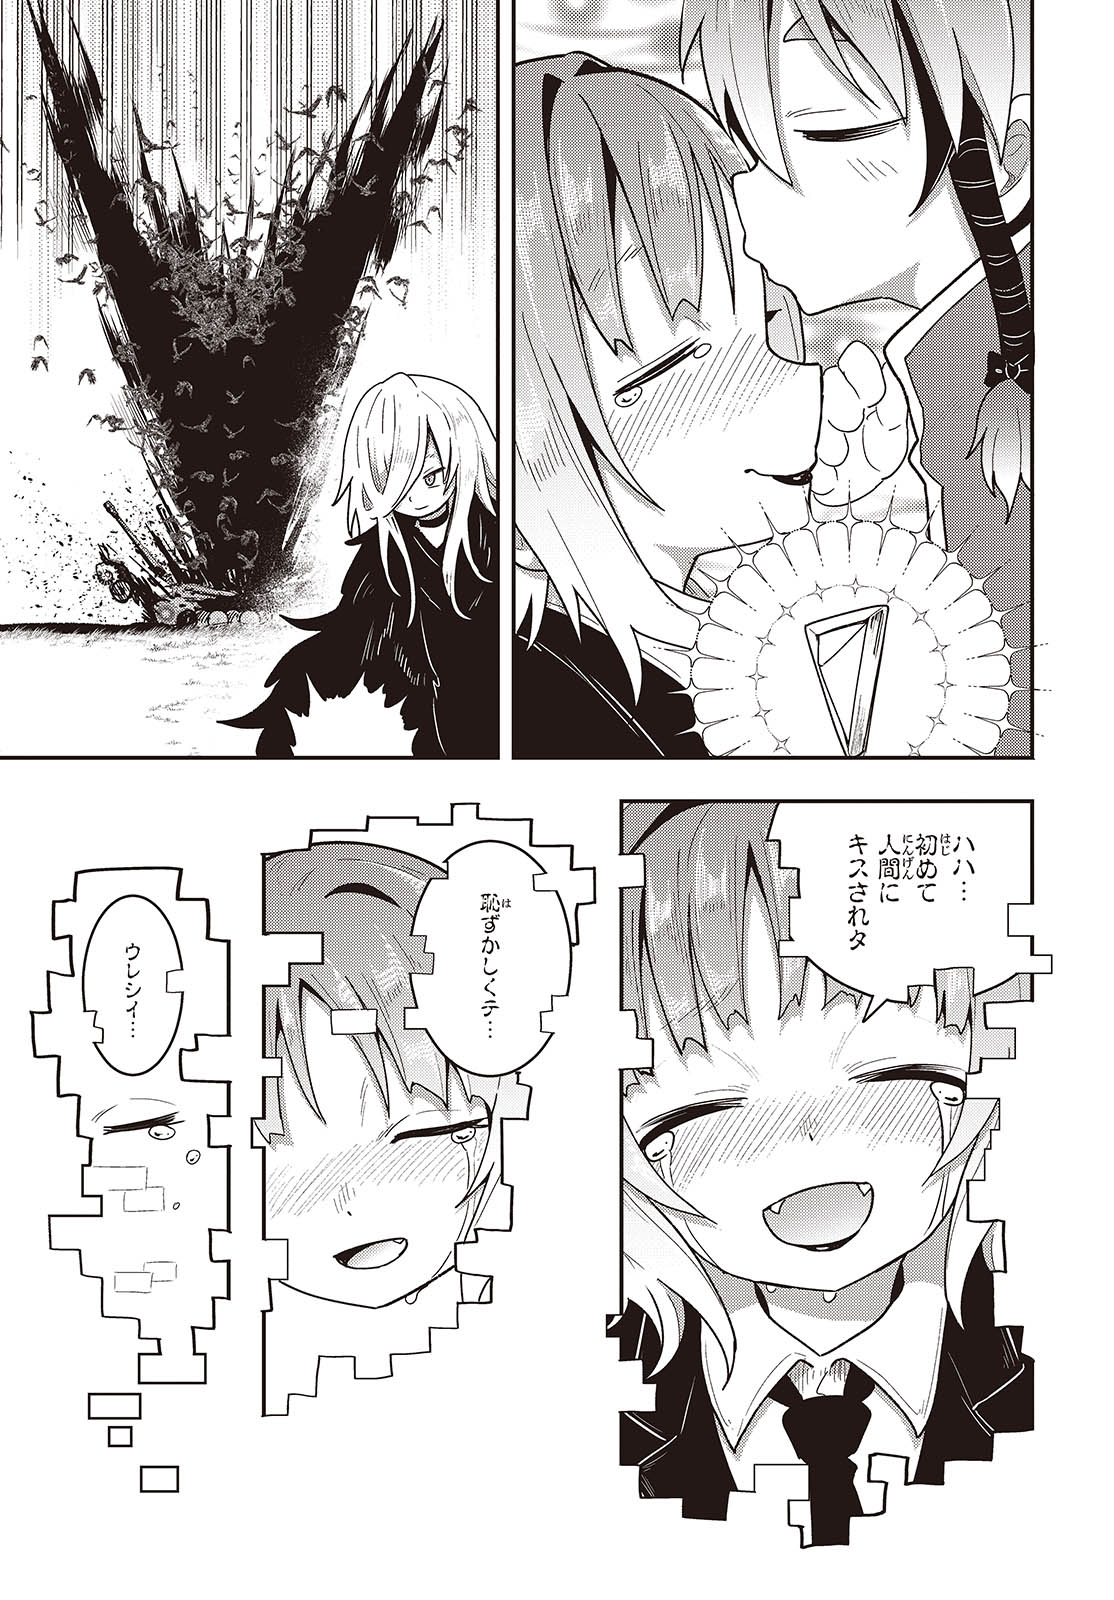 ハハ…
初めて
人間に
キスされタ
恥ずかしくテ…
ウレシイ…